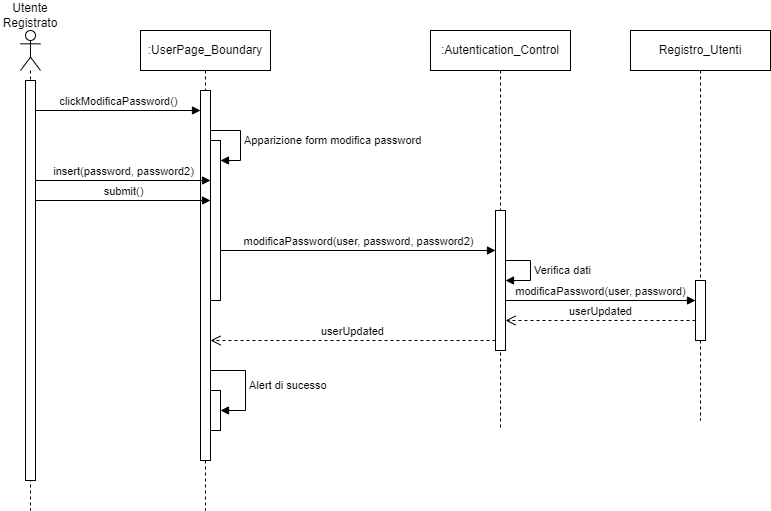 Utente
Registrato
:UserPage_Boundary
:Autentication_Control
Registro_Utenti
clickModificaPassword()
Apparizione form modifica password
insert(password, password2)
submit()
modificaPassword(user, password, password2)
Verifica dati
modificaPassword(user, password)
userUpdated
userUpdated
Alert di sucesso